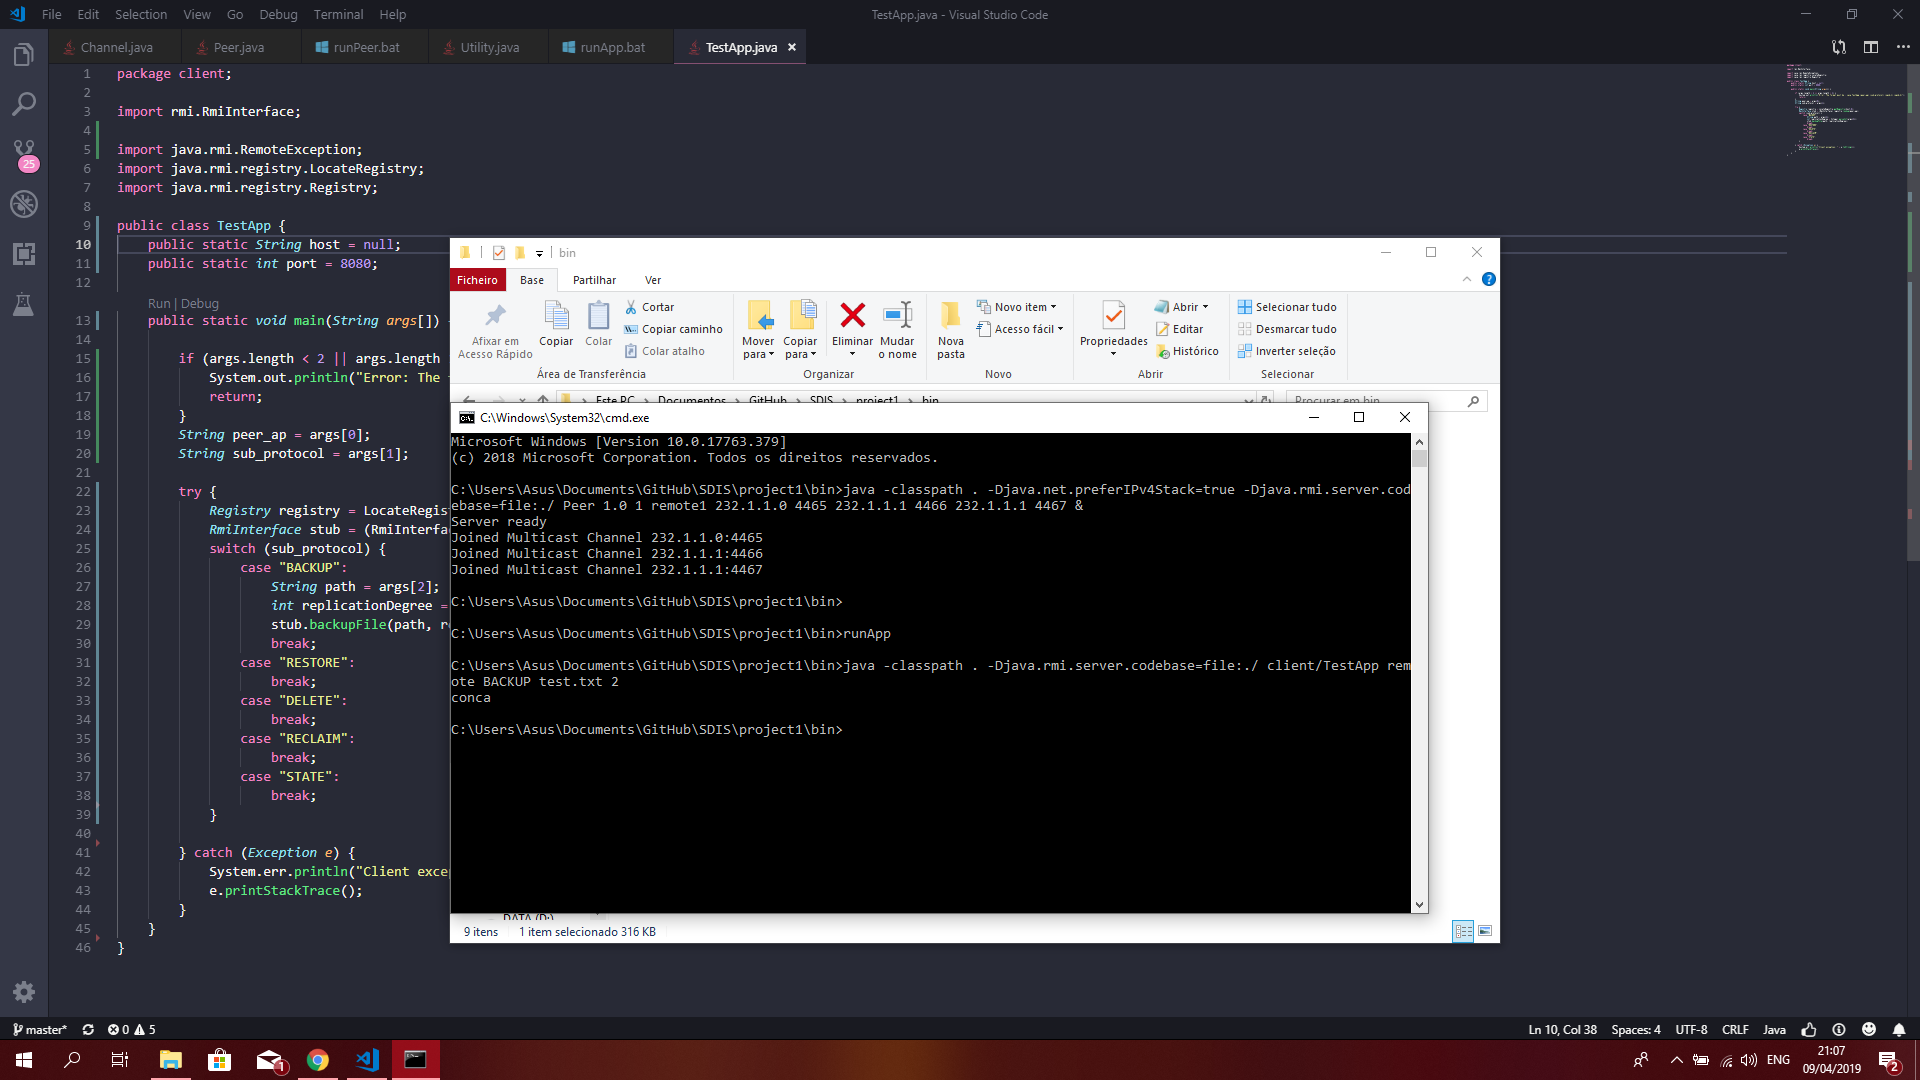 File Edit Selection View Go Debug Terminal Help
TestApp.java - Visual Studio Code
Channel.java Peer.java runPeer.bat Utility.java runApp.bat TestApp.java
1 package client;
2
3 import rmi.RmiInterface;
4
5 import java.rmi.RemoteException;
6 import java.rmi.registry.LocateRegistry;
7 import java.rmi.registry.Registry;
8
9 public class TestApp {
10 public static String host = null;
11 public static int port = 8080;
12
Run | Debug
13 public static void main(String args[])
14
15 if (args.length < 2 || args.length
16 System.out.println("Error: The
17 return;
18 }
19 String peer_ap = args[0];
20 String sub_protocol = args[1];
21
22 try {
23 Registry registry = LocateRegis
24 RmiInterface stub = (RmiInterfa
25 switch (sub_protocol) {
26 case "BACKUP":
27 String path = args[2];
28 int replicationDegree =
29 stub.backupFile(path, r
30 break;
31 case "RESTORE":
32 break;
33 case "DELETE":
34 break;
35 case "RECLAIM":
36 break;
37 case "STATE":
38 break;
39 }
40
41 } catch (Exception e) {
42 System.err.println("Client exce
43 e.printStackTrace();
44 }
45 }
46 }
25
bin
Ficheiro Base Partilhar Ver
Afixar em Acesso Rápido
Copiar
Colar
Cortar
Copiar caminho
Colar atalho
Área de Transferência
Mover para
Copiar para
Eliminar
Mudar o nome
Organizar
Nova pasta
Novo item
Acesso fácil
Novo
Propriedades
Abrir
Editar
Histórico
Abrir
Selecionar tudo
Desmarcar tudo
Inverter seleção
Selecionar
Este PC Documentos GitHub SDIS project1 bin
Procurar em bin
C:\Windows\System32\cmd.exe
Microsoft Windows [Version 10.0.17763.379]
(c) 2018 Microsoft Corporation. Todos os direitos reservados.
C:\Users\Asus\Documents\GitHub\SDIS\project1\bin>java -classpath . -Djava.net.preferIPv4Stack=true -Djava.rmi.server.cod
ebase=file:./ Peer 1.0 1 remote1 232.1.1.0 4465 232.1.1.1 4466 232.1.1.1 4467 &
Server ready
Joined Multicast Channel 232.1.1.0:4465
Joined Multicast Channel 232.1.1.1:4466
Joined Multicast Channel 232.1.1.1:4467
C:\Users\Asus\Documents\GitHub\SDIS\project1\bin>
C:\Users\Asus\Documents\GitHub\SDIS\project1\bin>runApp
C:\Users\Asus\Documents\GitHub\SDIS\project1\bin>java -classpath . -Djava.rmi.server.codebase=file:./ client/TestApp rem
ote BACKUP test.txt 2
conca
C:\Users\Asus\Documents\GitHub\SDIS\project1\bin>
DATA (D:)
9 itens 1 item selecionado 316 KB
master* 0 5
Ln 10, Col 38 Spaces: 4 UTF-8 CRLF Java
1
ENG
21:07
09/04/2019
2